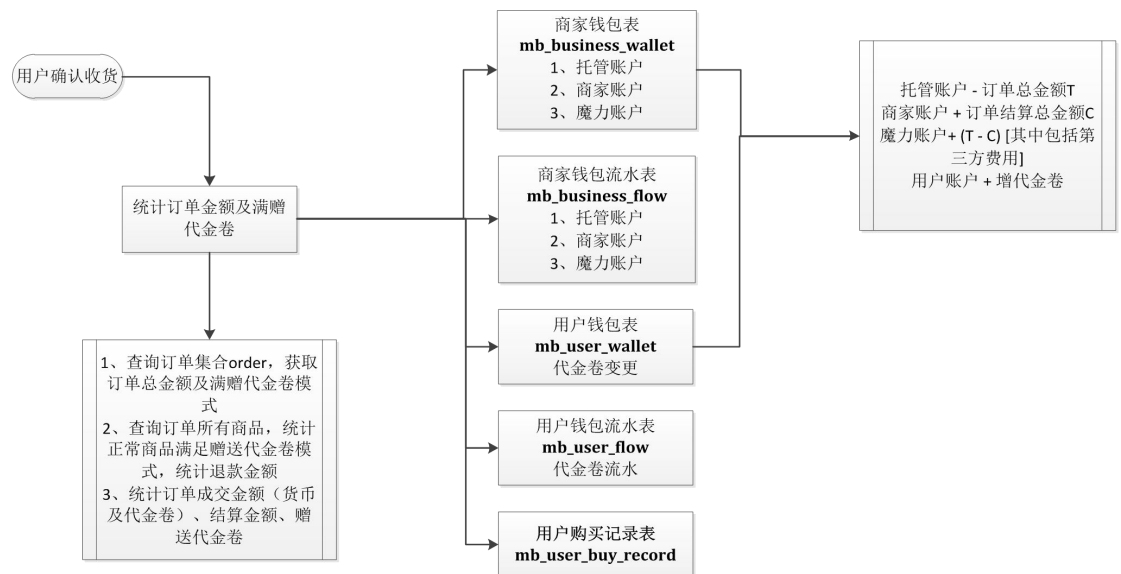 用户确认收货
统计订单金额及满赠
代金卷
1、查询订单集合order，获取
订单总金额及满赠代金卷模
式
2、查询订单所有商品，统计
正常商品满足赠送代金卷模
式，统计退款金额
3、统计订单成交金额（货币
及代金卷）、结算金额、赠
送代金卷
商家钱包表
mb_business_wallet
1、托管账户
2、商家账户
3、魔力账户
商家钱包流水表
mb_business_flow
1、托管账户
2、商家账户
3、魔力账户
用户钱包表
mb_user_wallet
代金卷变更
用户钱包流水表
mb_user_flow
代金卷流水
用户购买记录表
mb_user_buy_record
托管账户 - 订单总金额T
商家账户 + 订单结算总金额C
魔力账户+ (T - C) [其中包括第
三方费用]
用户账户 + 增代金卷